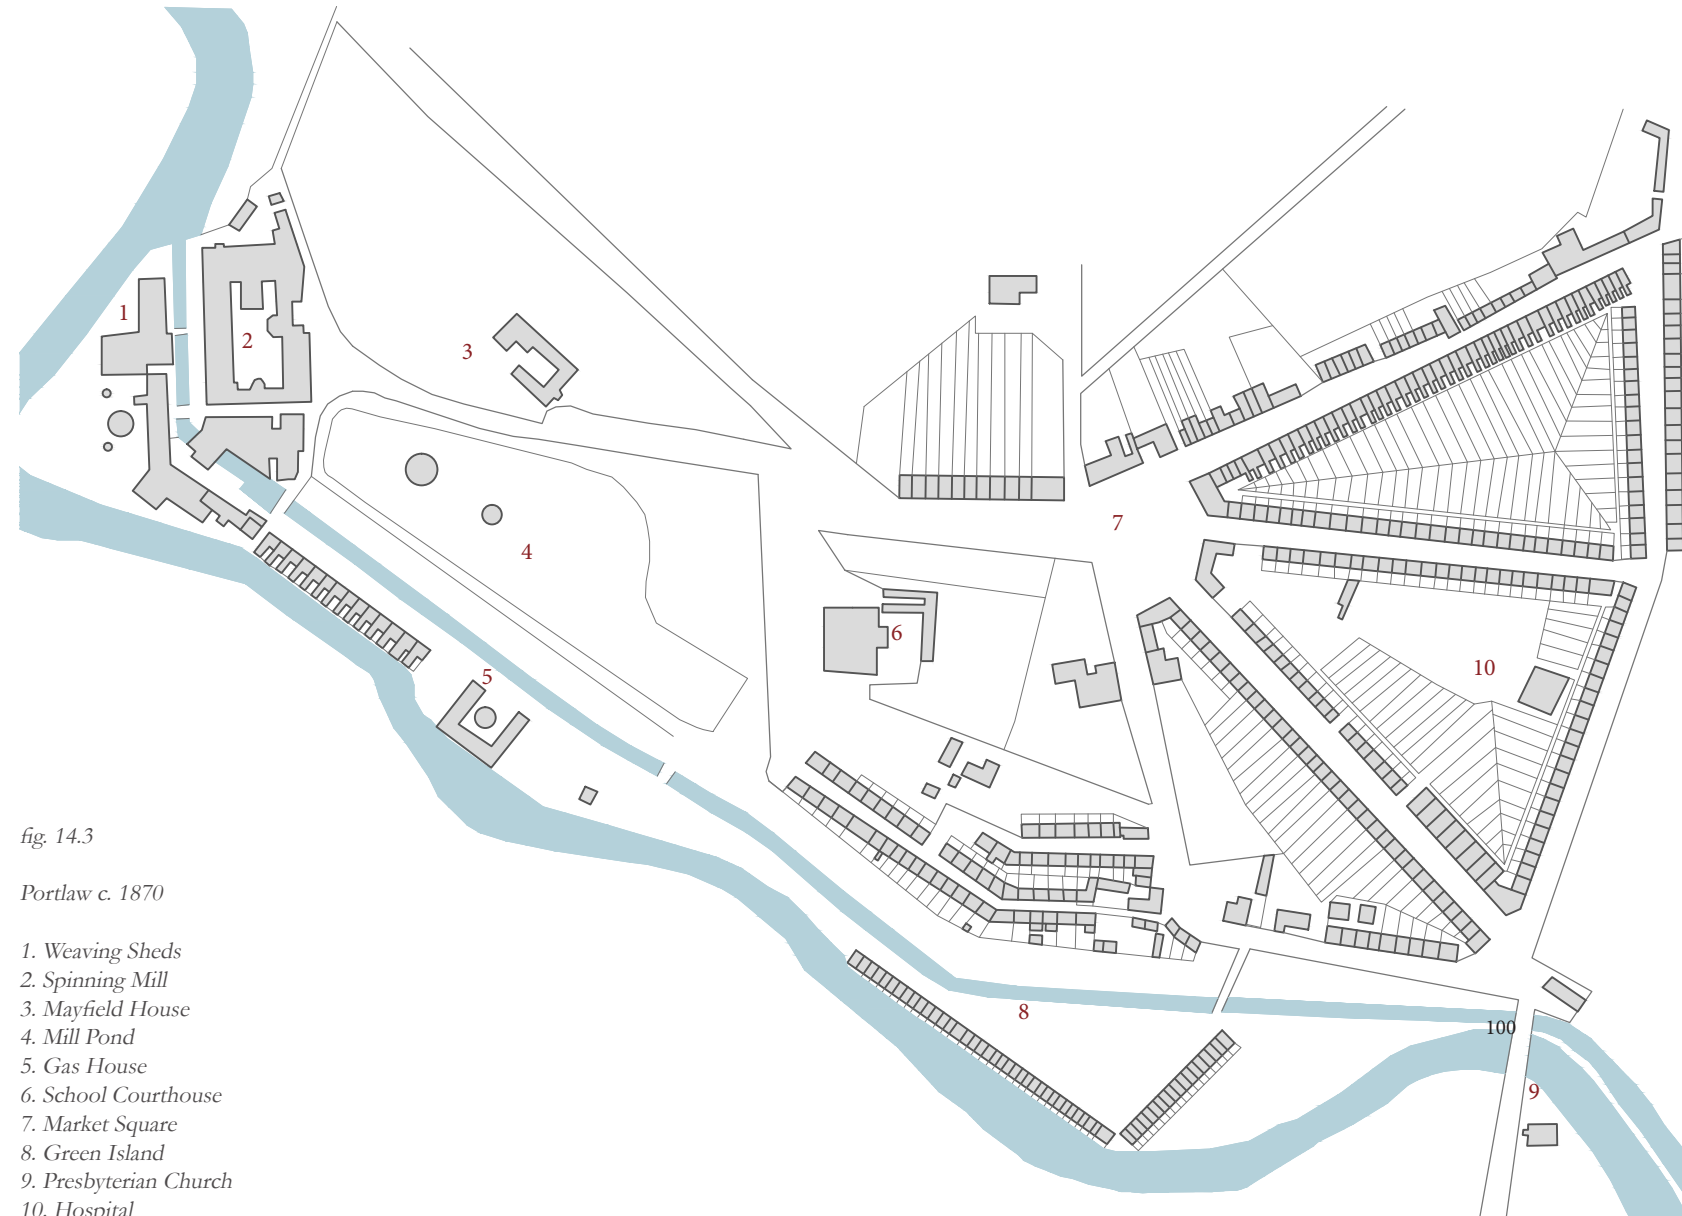 1
2
3
4
5
6
7
10
8
100
9
fig. 14.3
Portlaw c. 1870
1. Weaving Sheds
2. Spinning Mill
3. Mayfield House
4. Mill Pond
5. Gas House
6. School Courthouse
7. Market Square
8. Green Island
9. Presbyterian Church
10. Hospital